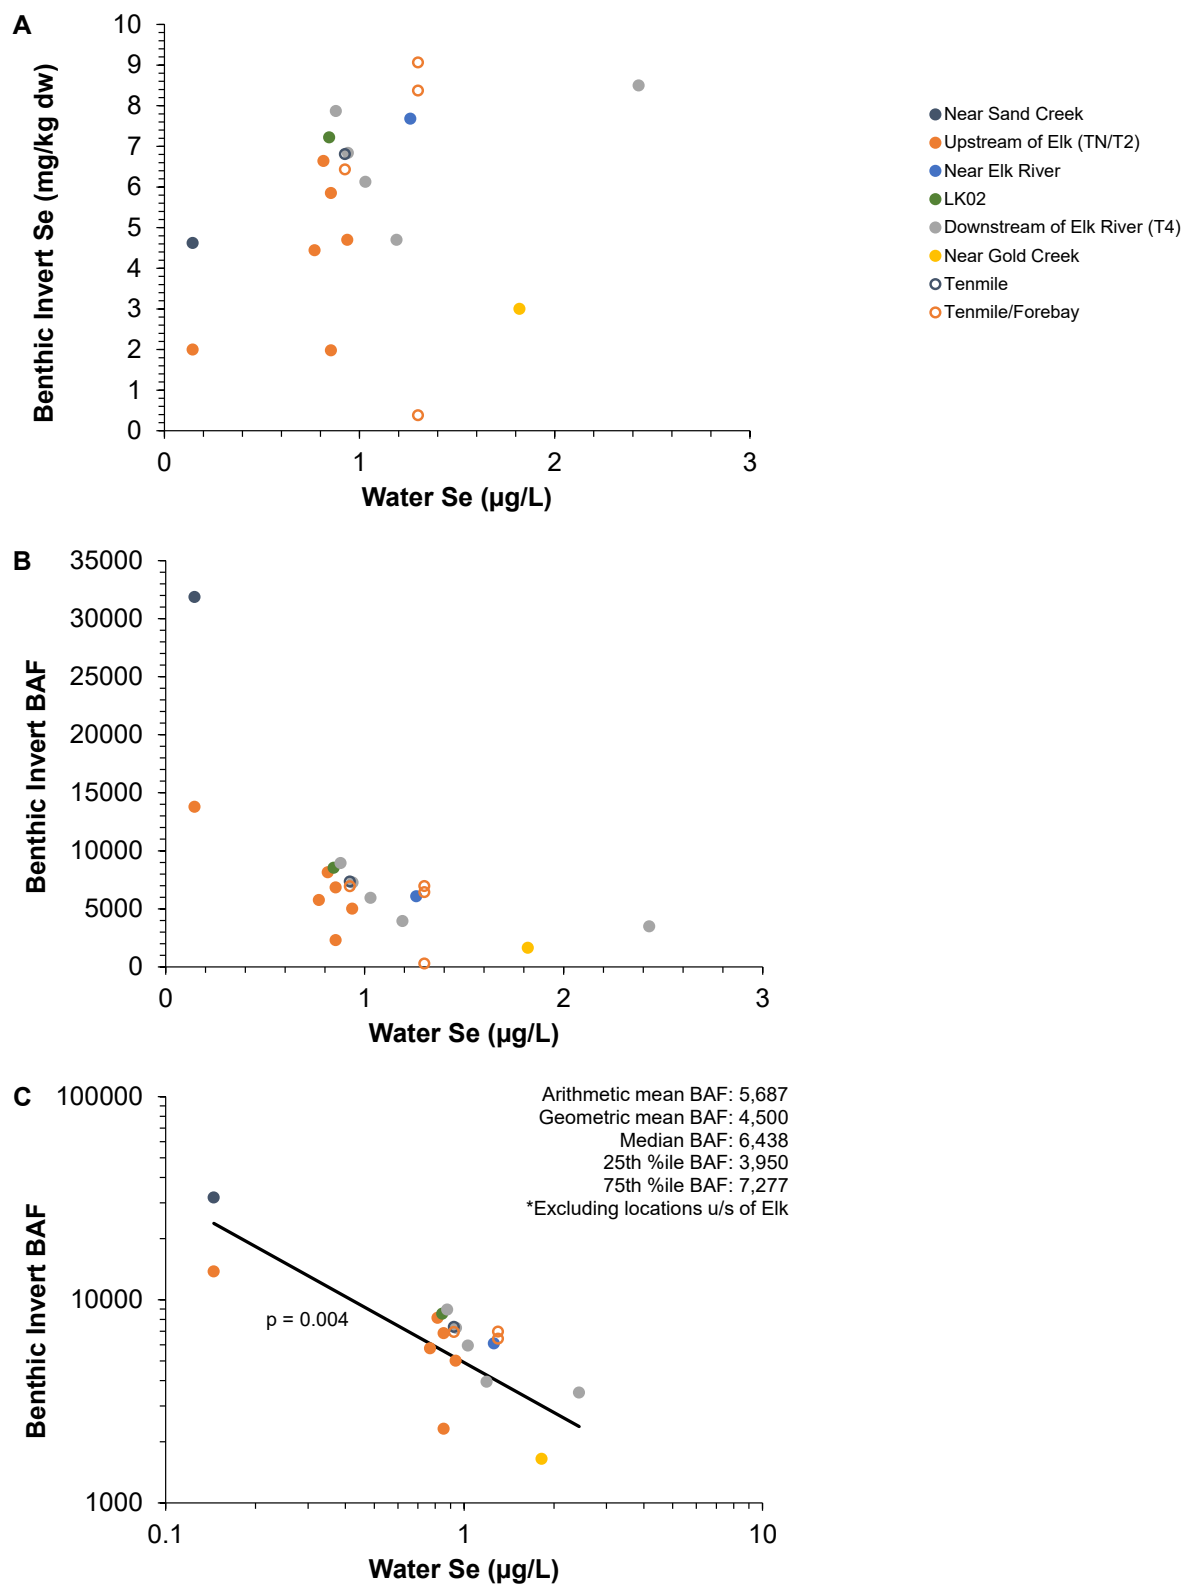 A
10
9
8
7
6
5
4
3
2
1
0
Benthic Invert Se (mg/kg dw)
0 1 2 3
Water Se (µg/L)
Near Sand Creek
Upstream of Elk (TN/T2)
Near Elk River
LK02
Downstream of Elk River (T4)
Near Gold Creek
Tenmile
Tenmile/Forebay
B
35000
30000
25000
20000
15000
10000
5000
0
Benthic Invert BAF
0 1 2 3
Water Se (µg/L)
C
100000
10000
1000
Benthic Invert BAF
Arithmetic mean BAF: 5,687
Geometric mean BAF: 4,500
Median BAF: 6,438
25th %ile BAF: 3,950
75th %ile BAF: 7,277
*Excluding locations u/s of Elk
p = 0.004
0.1 1 10
Water Se (µg/L)